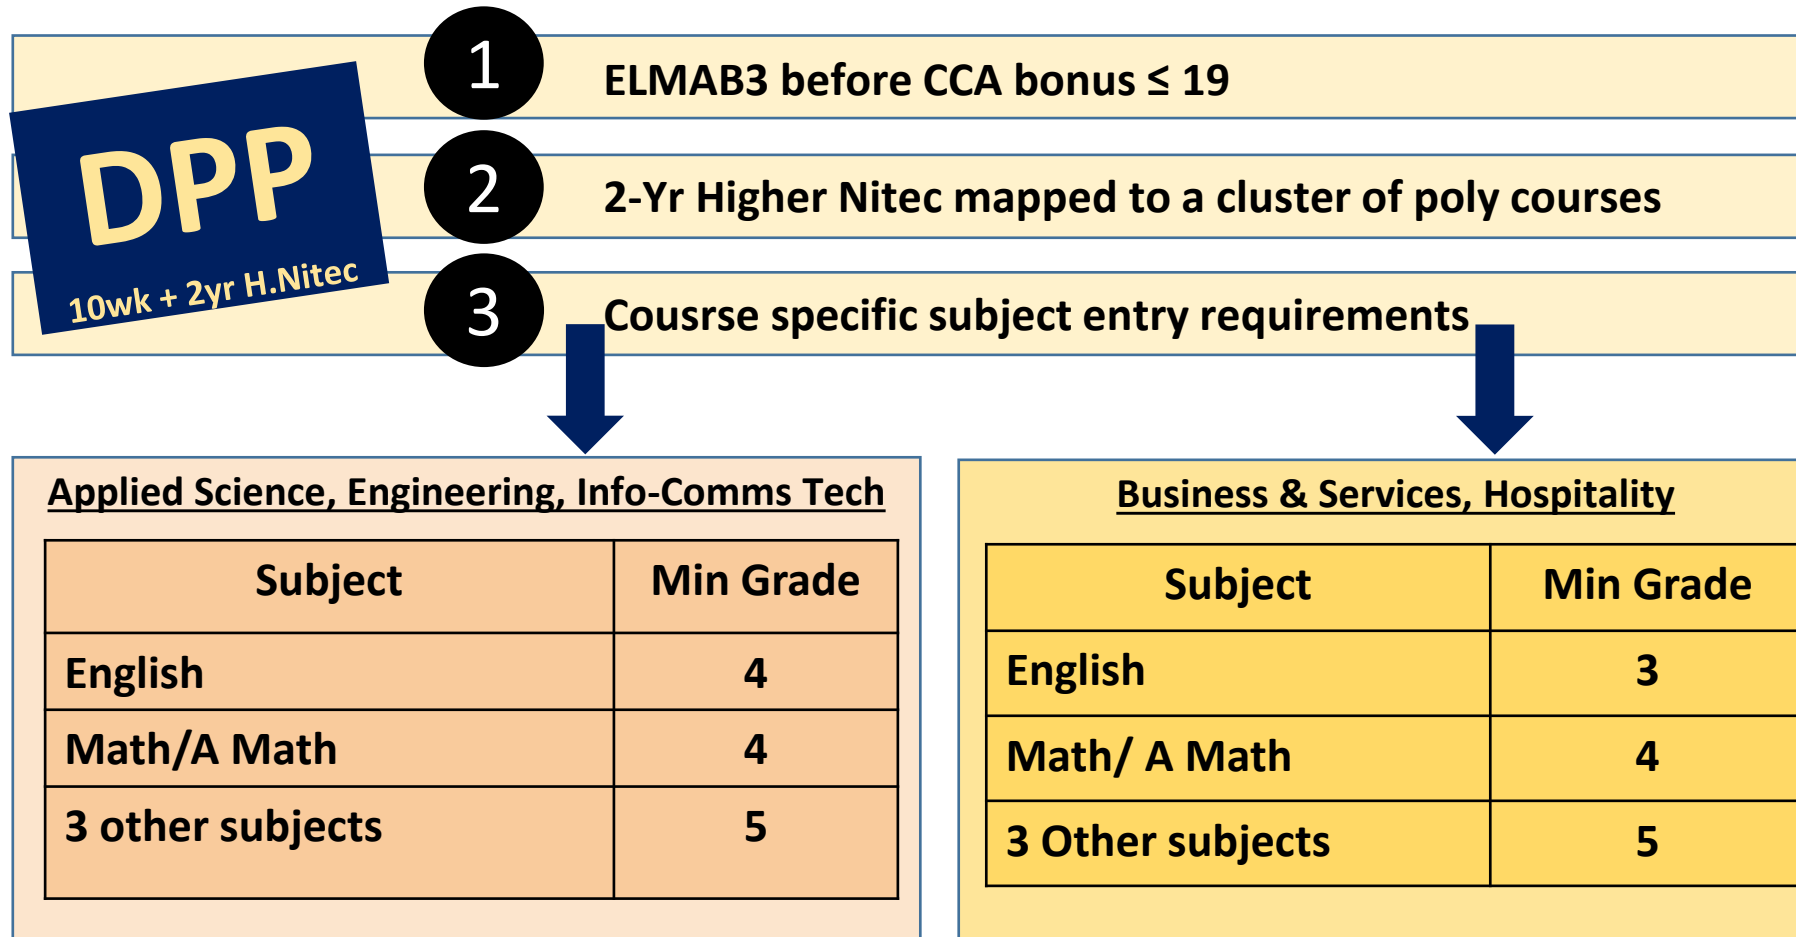 1
ELMAB3 before CCA bonus ≤ 19
DPP
10wk + 2yr H.Nitec
2
2-Yr Higher Nitec mapped to a cluster of poly courses
3
Cousrse specific subject entry requirements
Applied Science, Engineering, Info-Comms Tech
Subject Min Grade
English 4
Math/A Math 4
3 other subjects 5
Business & Services, Hospitality
Subject Min Grade
English 3
Math/ A Math 4
3 Other subjects 5